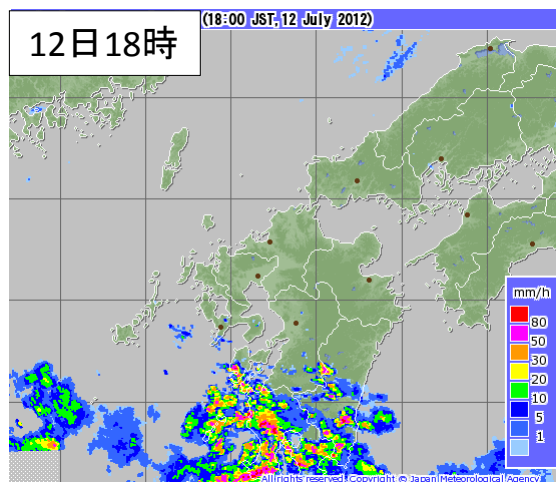 (18:00 JST, 12 July 2012)
12日18時
mm/h
80
50
30
20
10
5
1
All rights reserved. Copyright © Japan Meteorological Agency